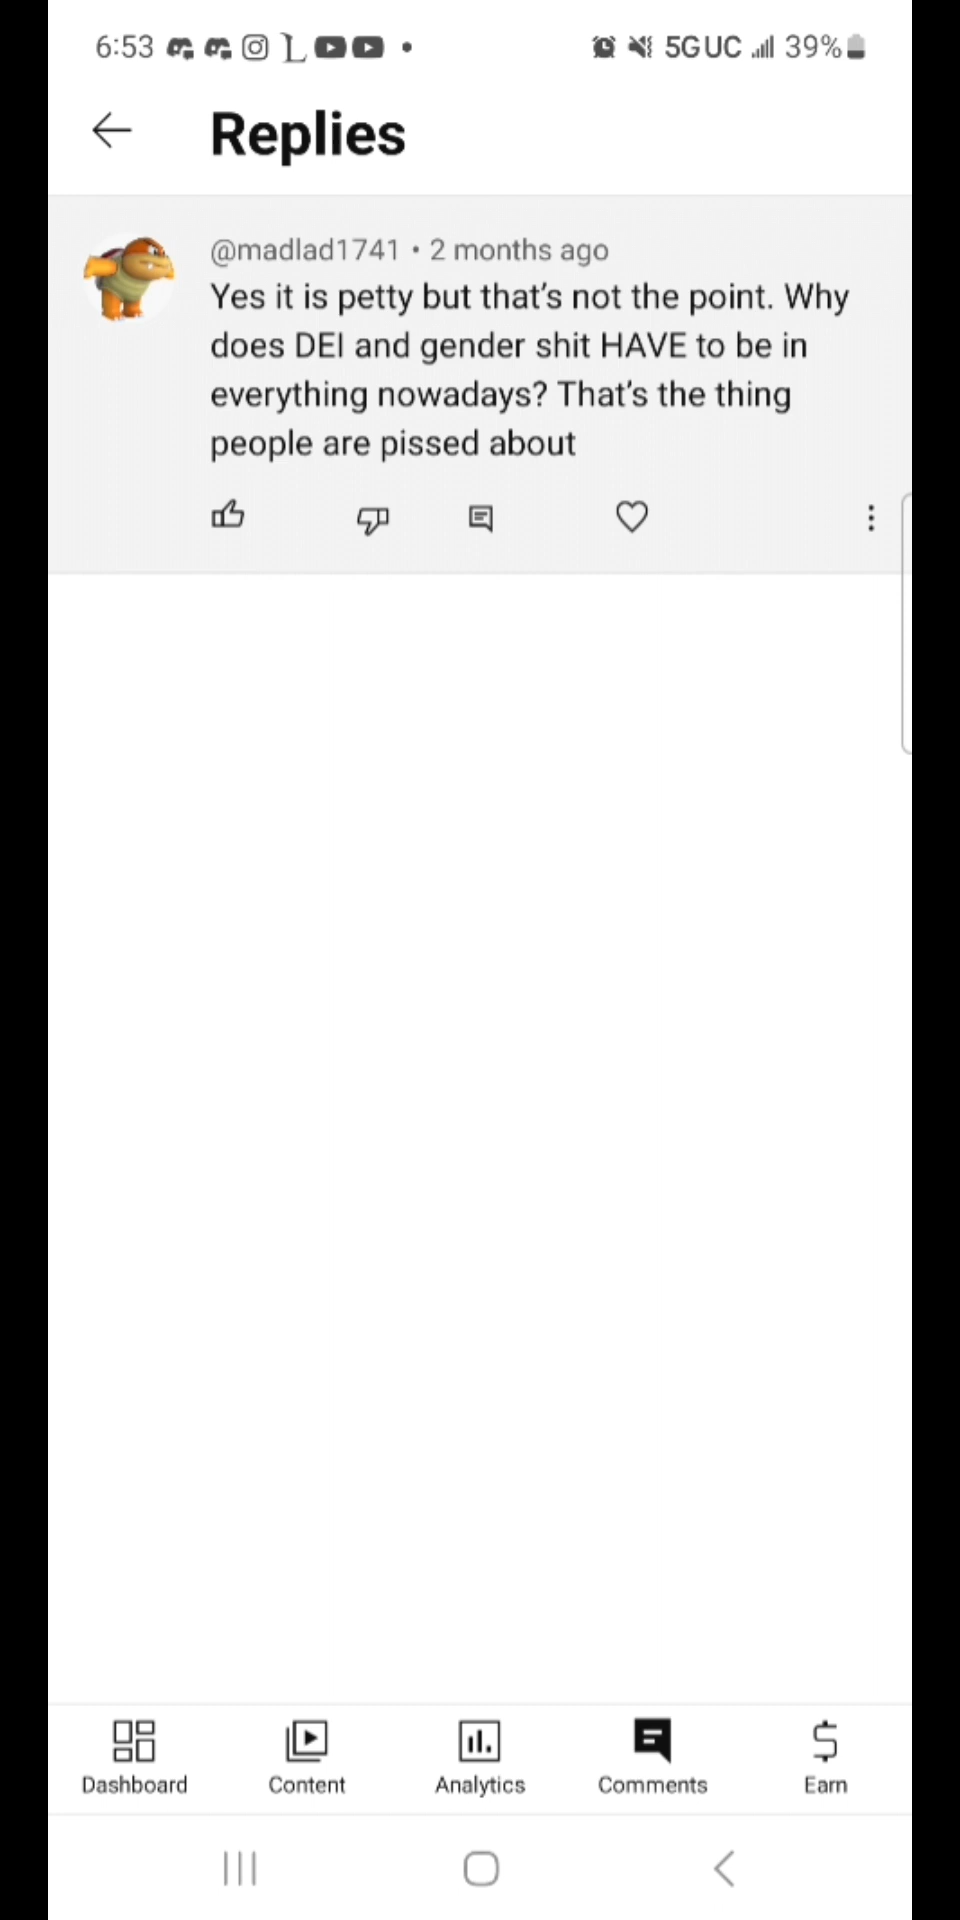 6:53 5G UC 39%
Replies
@madlad1741 • 2 months ago
Yes it is petty but that's not the point. Why
does DEI and gender shit HAVE to be in
everything nowadays? That's the thing
people are pissed about
Dashboard Content Analytics Comments Earn